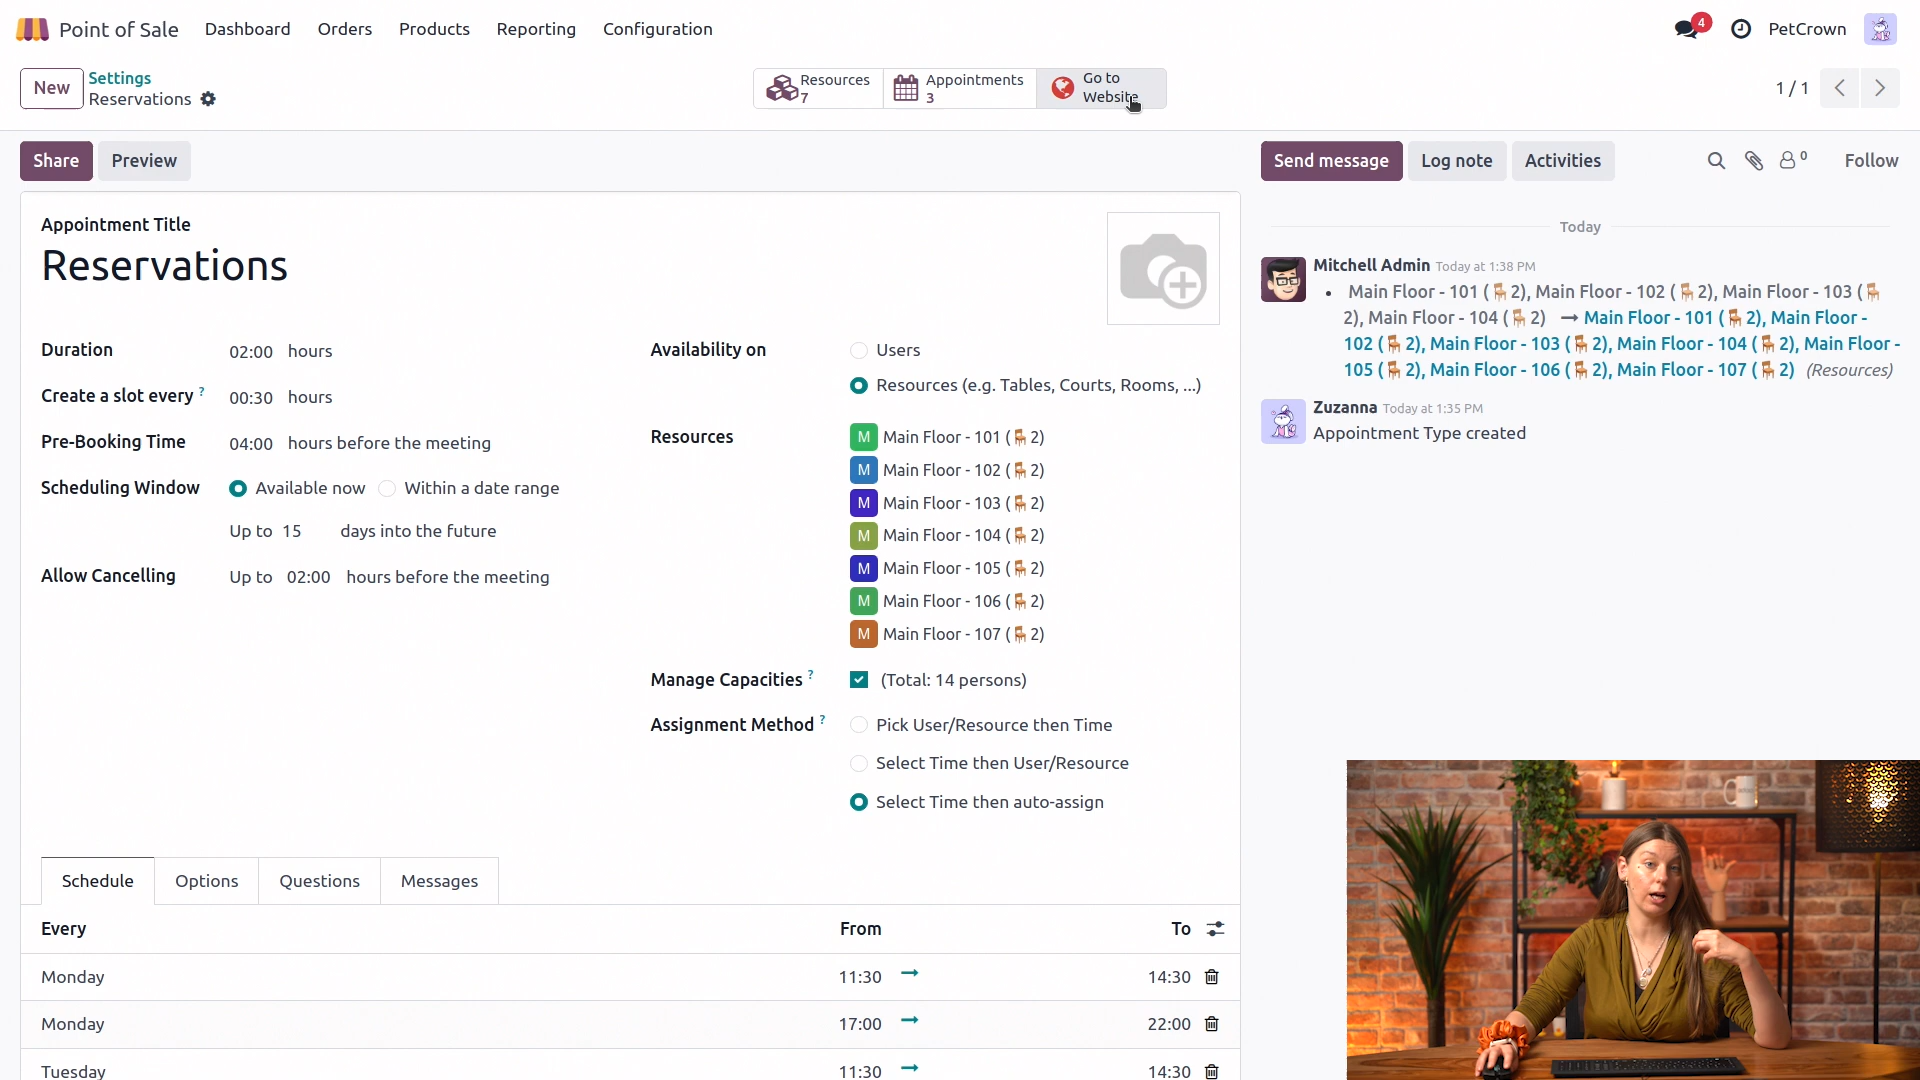 Point of Sale Dashboard Orders Products Reporting Configuration 4 PetCrown
New Settings Reservations
Resources 7
Appointments 3
Go to Website
1 / 1
Share Preview
Send message Log note Activities 0 Follow
Appointment Title
Reservations
Duration 02:00 hours
Create a slot every ? 00:30 hours
Pre-Booking Time 04:00 hours before the meeting
Scheduling Window Available now Within a date range
Up to 15 days into the future
Allow Cancelling Up to 02:00 hours before the meeting
Availability on Users
Resources (e.g. Tables, Courts, Rooms, ...)
Resources M Main Floor - 101 (🪑 2)
M Main Floor - 102 (🪑 2)
M Main Floor - 103 (🪑 2)
M Main Floor - 104 (🪑 2)
M Main Floor - 105 (🪑 2)
M Main Floor - 106 (🪑 2)
M Main Floor - 107 (🪑 2)
Manage Capacities ? (Total: 14 persons)
Assignment Method ? Pick User/Resource then Time
Select Time then User/Resource
Select Time then auto-assign
Schedule Options Questions Messages
Every From To
Monday 11:30 → 14:30
Monday 17:00 → 22:00
Tuesday 11:30 → 14:30
Today
Mitchell Admin Today at 1:38 PM
• Main Floor - 101 (🪑 2), Main Floor - 102 (🪑 2), Main Floor - 103 (🪑
2), Main Floor - 104 (🪑 2) → Main Floor - 101 (🪑 2), Main Floor -
102 (🪑 2), Main Floor - 103 (🪑 2), Main Floor - 104 (🪑 2), Main Floor -
105 (🪑 2), Main Floor - 106 (🪑 2), Main Floor - 107 (🪑 2) (Resources)
Zuzanna Today at 1:35 PM
Appointment Type created